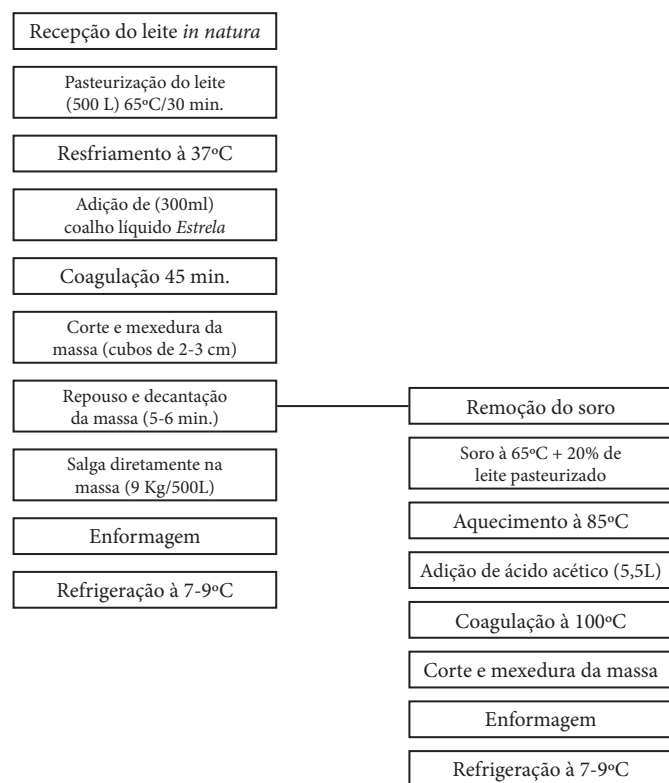 Recepção do leite in natura
Pasteurização do leite
(500 L) 65ºC/30 min.
Resfriamento à 37ºC
Adição de (300ml)
coalho líquido Estrela
Coagulação 45 min.
Corte e mexedura da
massa (cubos de 2-3 cm)
Repouso e decantação
da massa (5-6 min.)
Salga diretamente na
massa (9 Kg/500L)
Enformagem
Refrigeração à 7-9ºC
Remoção do soro
Soro à 65ºC + 20% de
leite pasteurizado
Aquecimento à 85ºC
Adição de ácido acético (5,5L)
Coagulação à 100ºC
Corte e mexedura da massa
Enformagem
Refrigeração à 7-9ºC